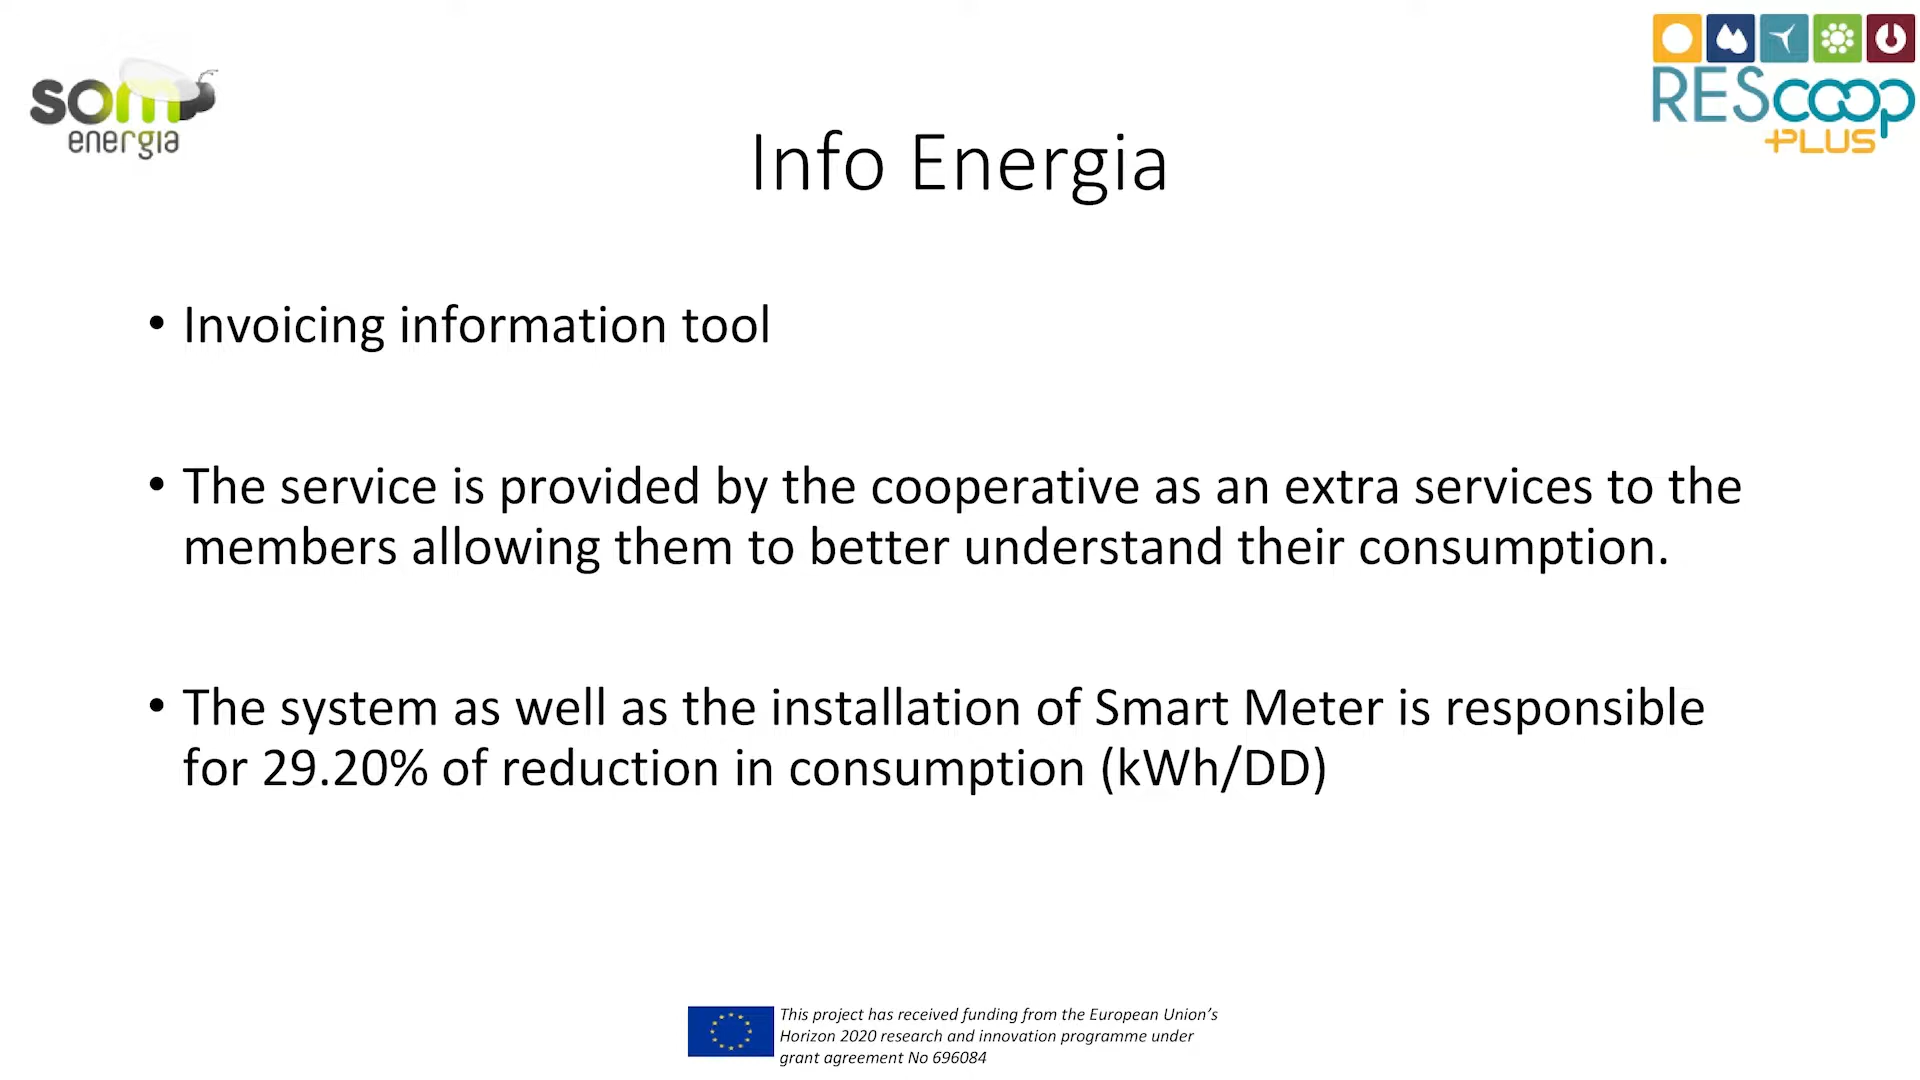 som
energia
REScoop
+PLUS
Info Energia
• Invoicing information tool
• The service is provided by the cooperative as an extra services to the
members allowing them to better understand their consumption.
• The system as well as the installation of Smart Meter is responsible
for 29.20% of reduction in consumption (kWh/DD)
This project has received funding from the European Union’s
Horizon 2020 research and innovation programme under
grant agreement No 696084